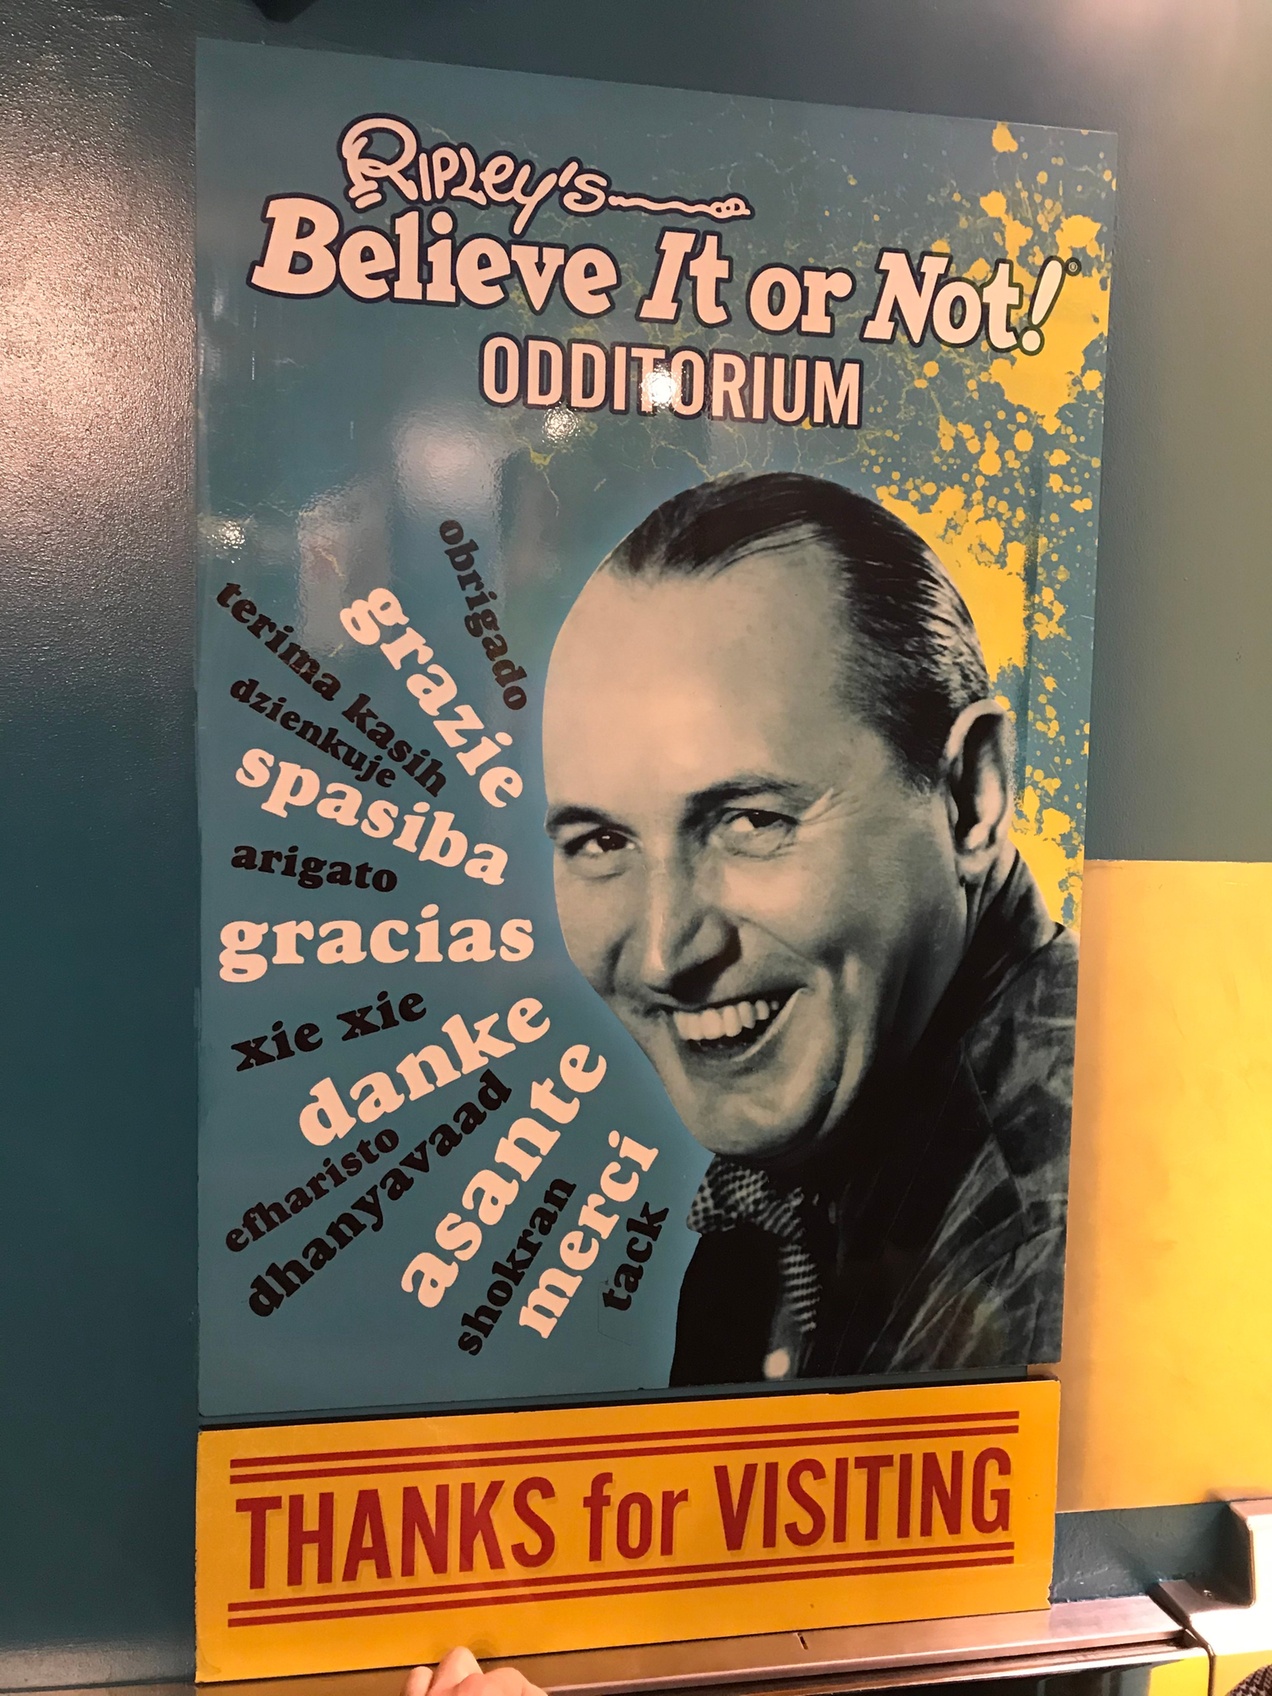 Ripley's
Believe It or Not!®
ODDITORIUM
obrigado
grazie
terima kasih
dzienkuje
spasiba
arigato
gracias
xie xie
danke
efharisto
dhanyavaad
asante
shokran
merci
tack
THANKS for VISITING